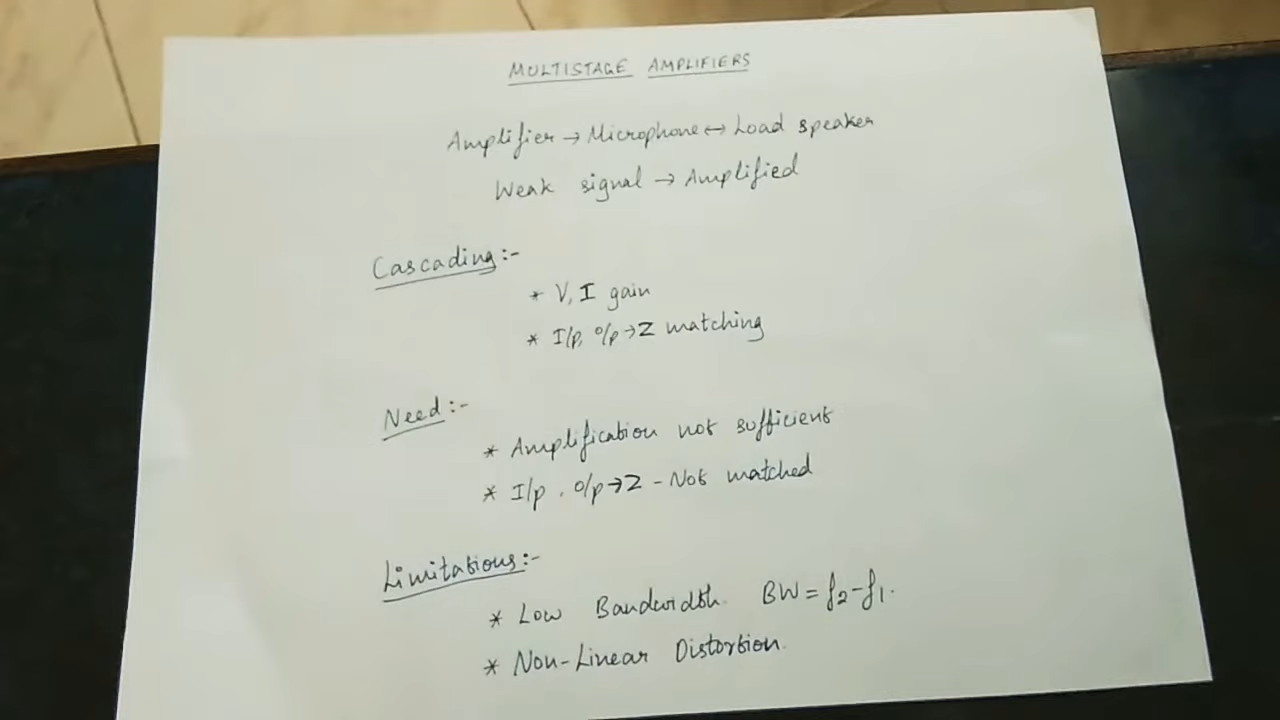 MULTISTAGE AMPLIFIERS
Amplifier → Microphone ↔ Load speaker
Weak signal → Amplified
Cascading:-
* V, I gain
* I/p, o/p → Z matching
Need:-
* Amplification not sufficient
* I/p, o/p → Z - Not matched
Limitations:-
* Low Bandwidth. BW = f2 - f1.
* Non-Linear Distortion.